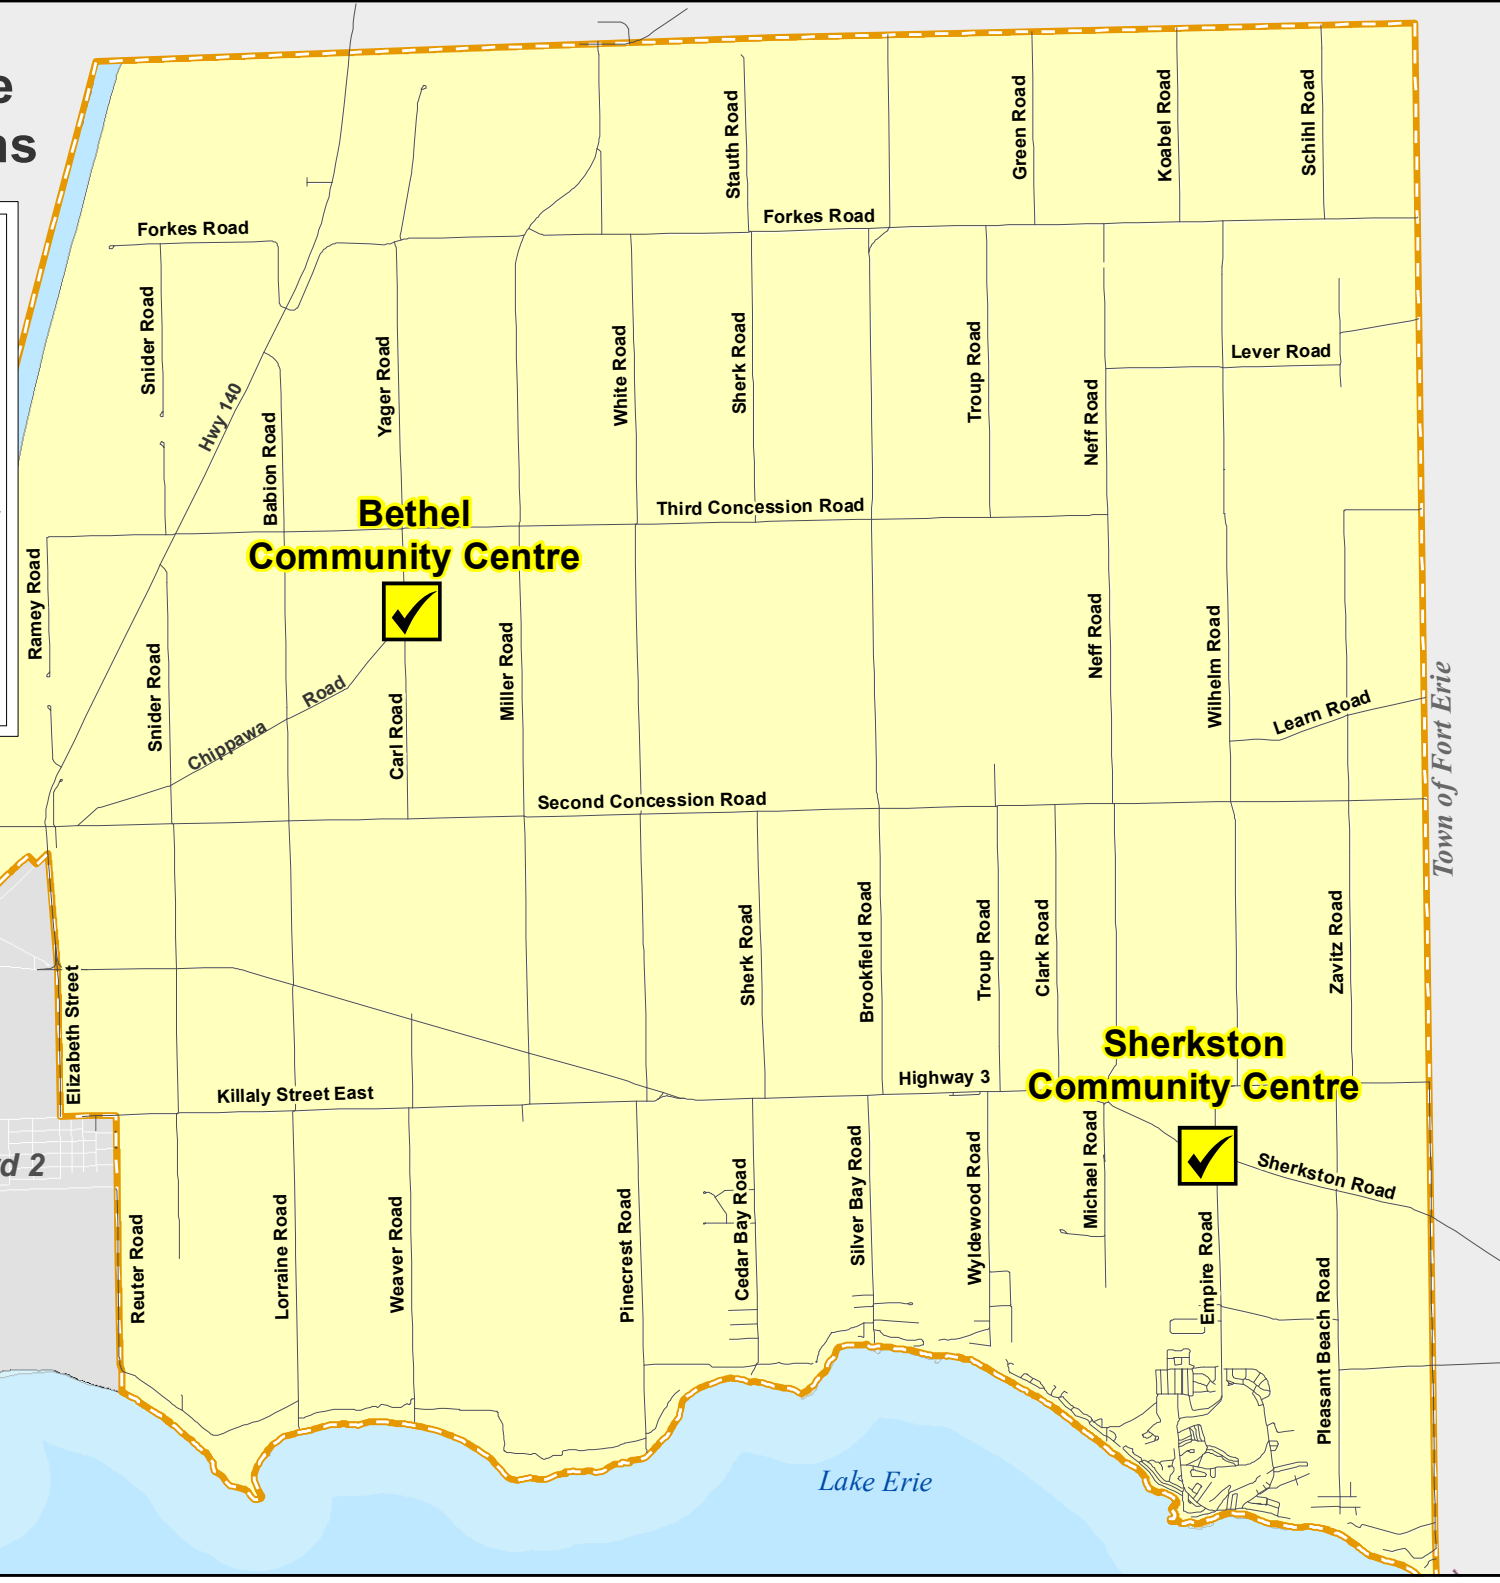 e
ns
Stauth Road
Green Road
Koabel Road
Schihl Road
Forkes Road
Forkes Road
Snider Road
Hwy 140
Babion Road
Yager Road
White Road
Sherk Road
Troup Road
Neff Road
Lever Road
Bethel
Community Centre
Third Concession Road
Ramey Road
Snider Road
Chippawa Road
Carl Road
Miller Road
Neff Road
Wilhelm Road
Learn Road
Town of Fort Erie
Second Concession Road
Elizabeth Street
Sherk Road
Brookfield Road
Troup Road
Clark Road
Zavitz Road
Sherkston
Community Centre
Killaly Street East
Highway 3
rd 2
Reuter Road
Lorraine Road
Weaver Road
Pinecrest Road
Cedar Bay Road
Silver Bay Road
Wyldewood Road
Michael Road
Sherkston Road
Empire Road
Pleasant Beach Road
Lake Erie